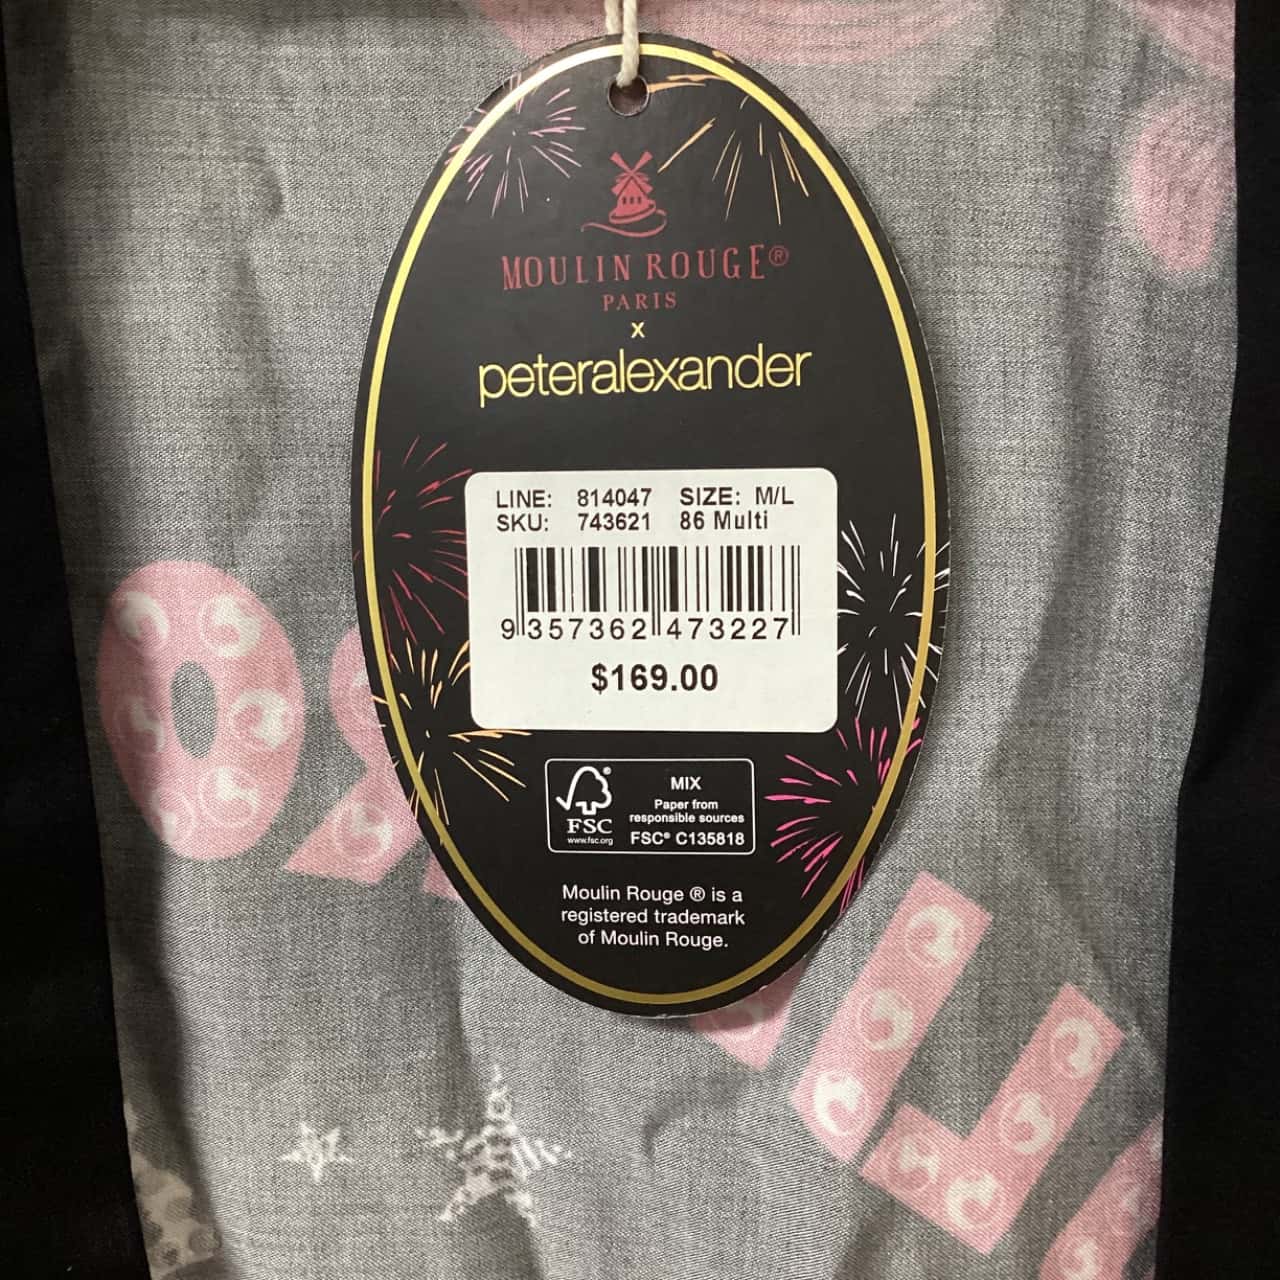 MOULIN ROUGE®
PARIS
x
peteralexander
LINE: 814047 SIZE: M/L
SKU: 743621 86 Multi
9 357362 473227
$169.00
FSC®
www.fsc.org
MIX
Paper from
responsible sources
FSC® C135818
Moulin Rouge ® is a
registered trademark
of Moulin Rouge.